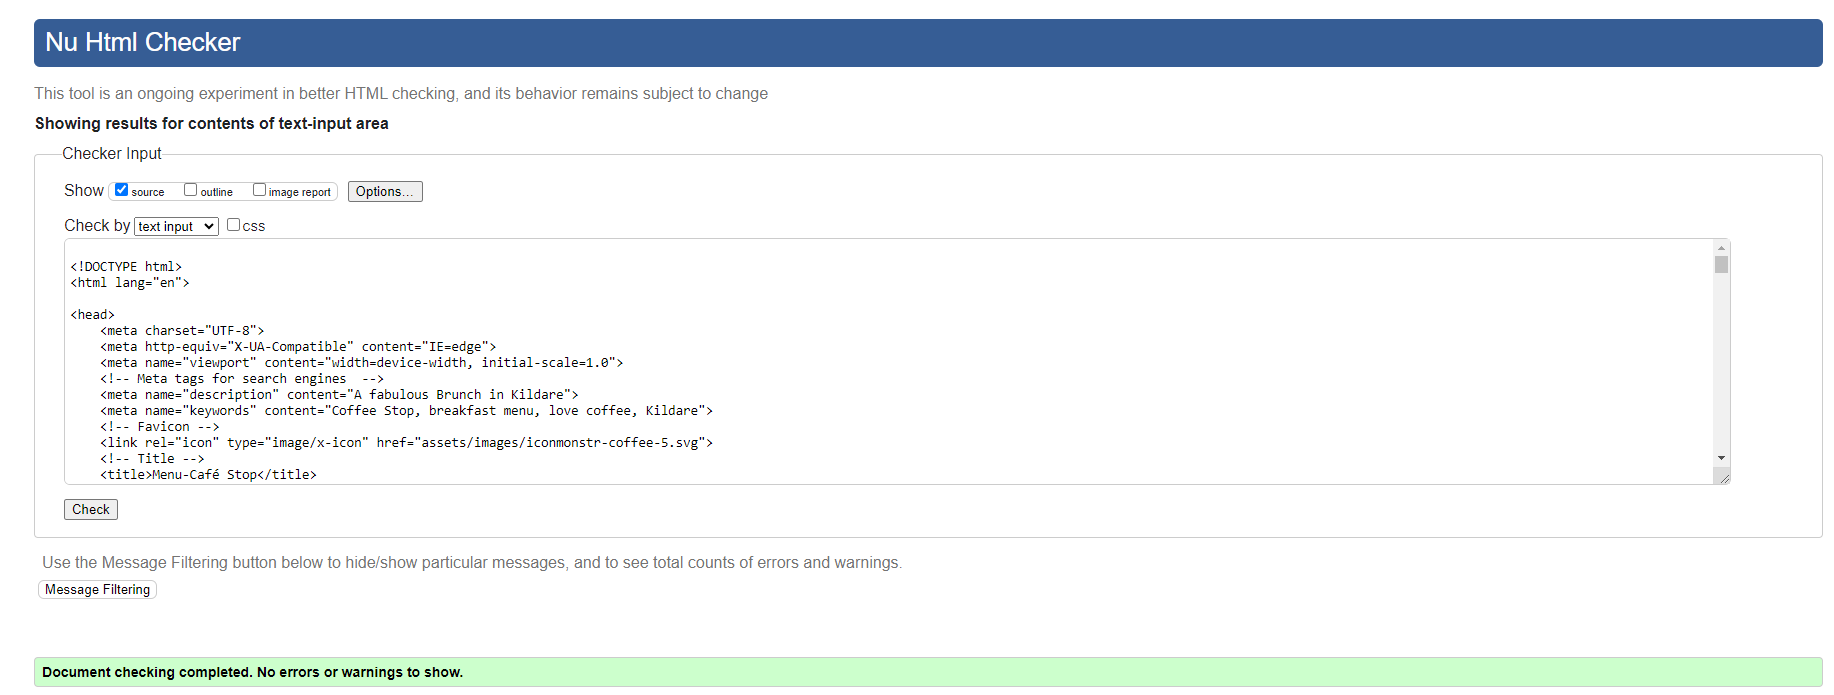 Nu Html Checker
This tool is an ongoing experiment in better HTML checking, and its behavior remains subject to change
Showing results for contents of text-input area
Checker Input
Show source outline image report Options...
Check by text input css
<!DOCTYPE html>
<html lang="en">
<head>
<meta charset="UTF-8">
<meta http-equiv="X-UA-Compatible" content="IE=edge">
<meta name="viewport" content="width=device-width, initial-scale=1.0">
<!-- Meta tags for search engines  -->
<meta name="description" content="A fabulous Brunch in Kildare">
<meta name="keywords" content="Coffee Stop, breakfast menu, love coffee, Kildare">
<!-- Favicon -->
<link rel="icon" type="image/x-icon" href="assets/images/iconmonstr-coffee-5.svg">
<!-- Title -->
<title>Menu-Café Stop</title>
Check
Use the Message Filtering button below to hide/show particular messages, and to see total counts of errors and warnings.
Message Filtering
Document checking completed. No errors or warnings to show.